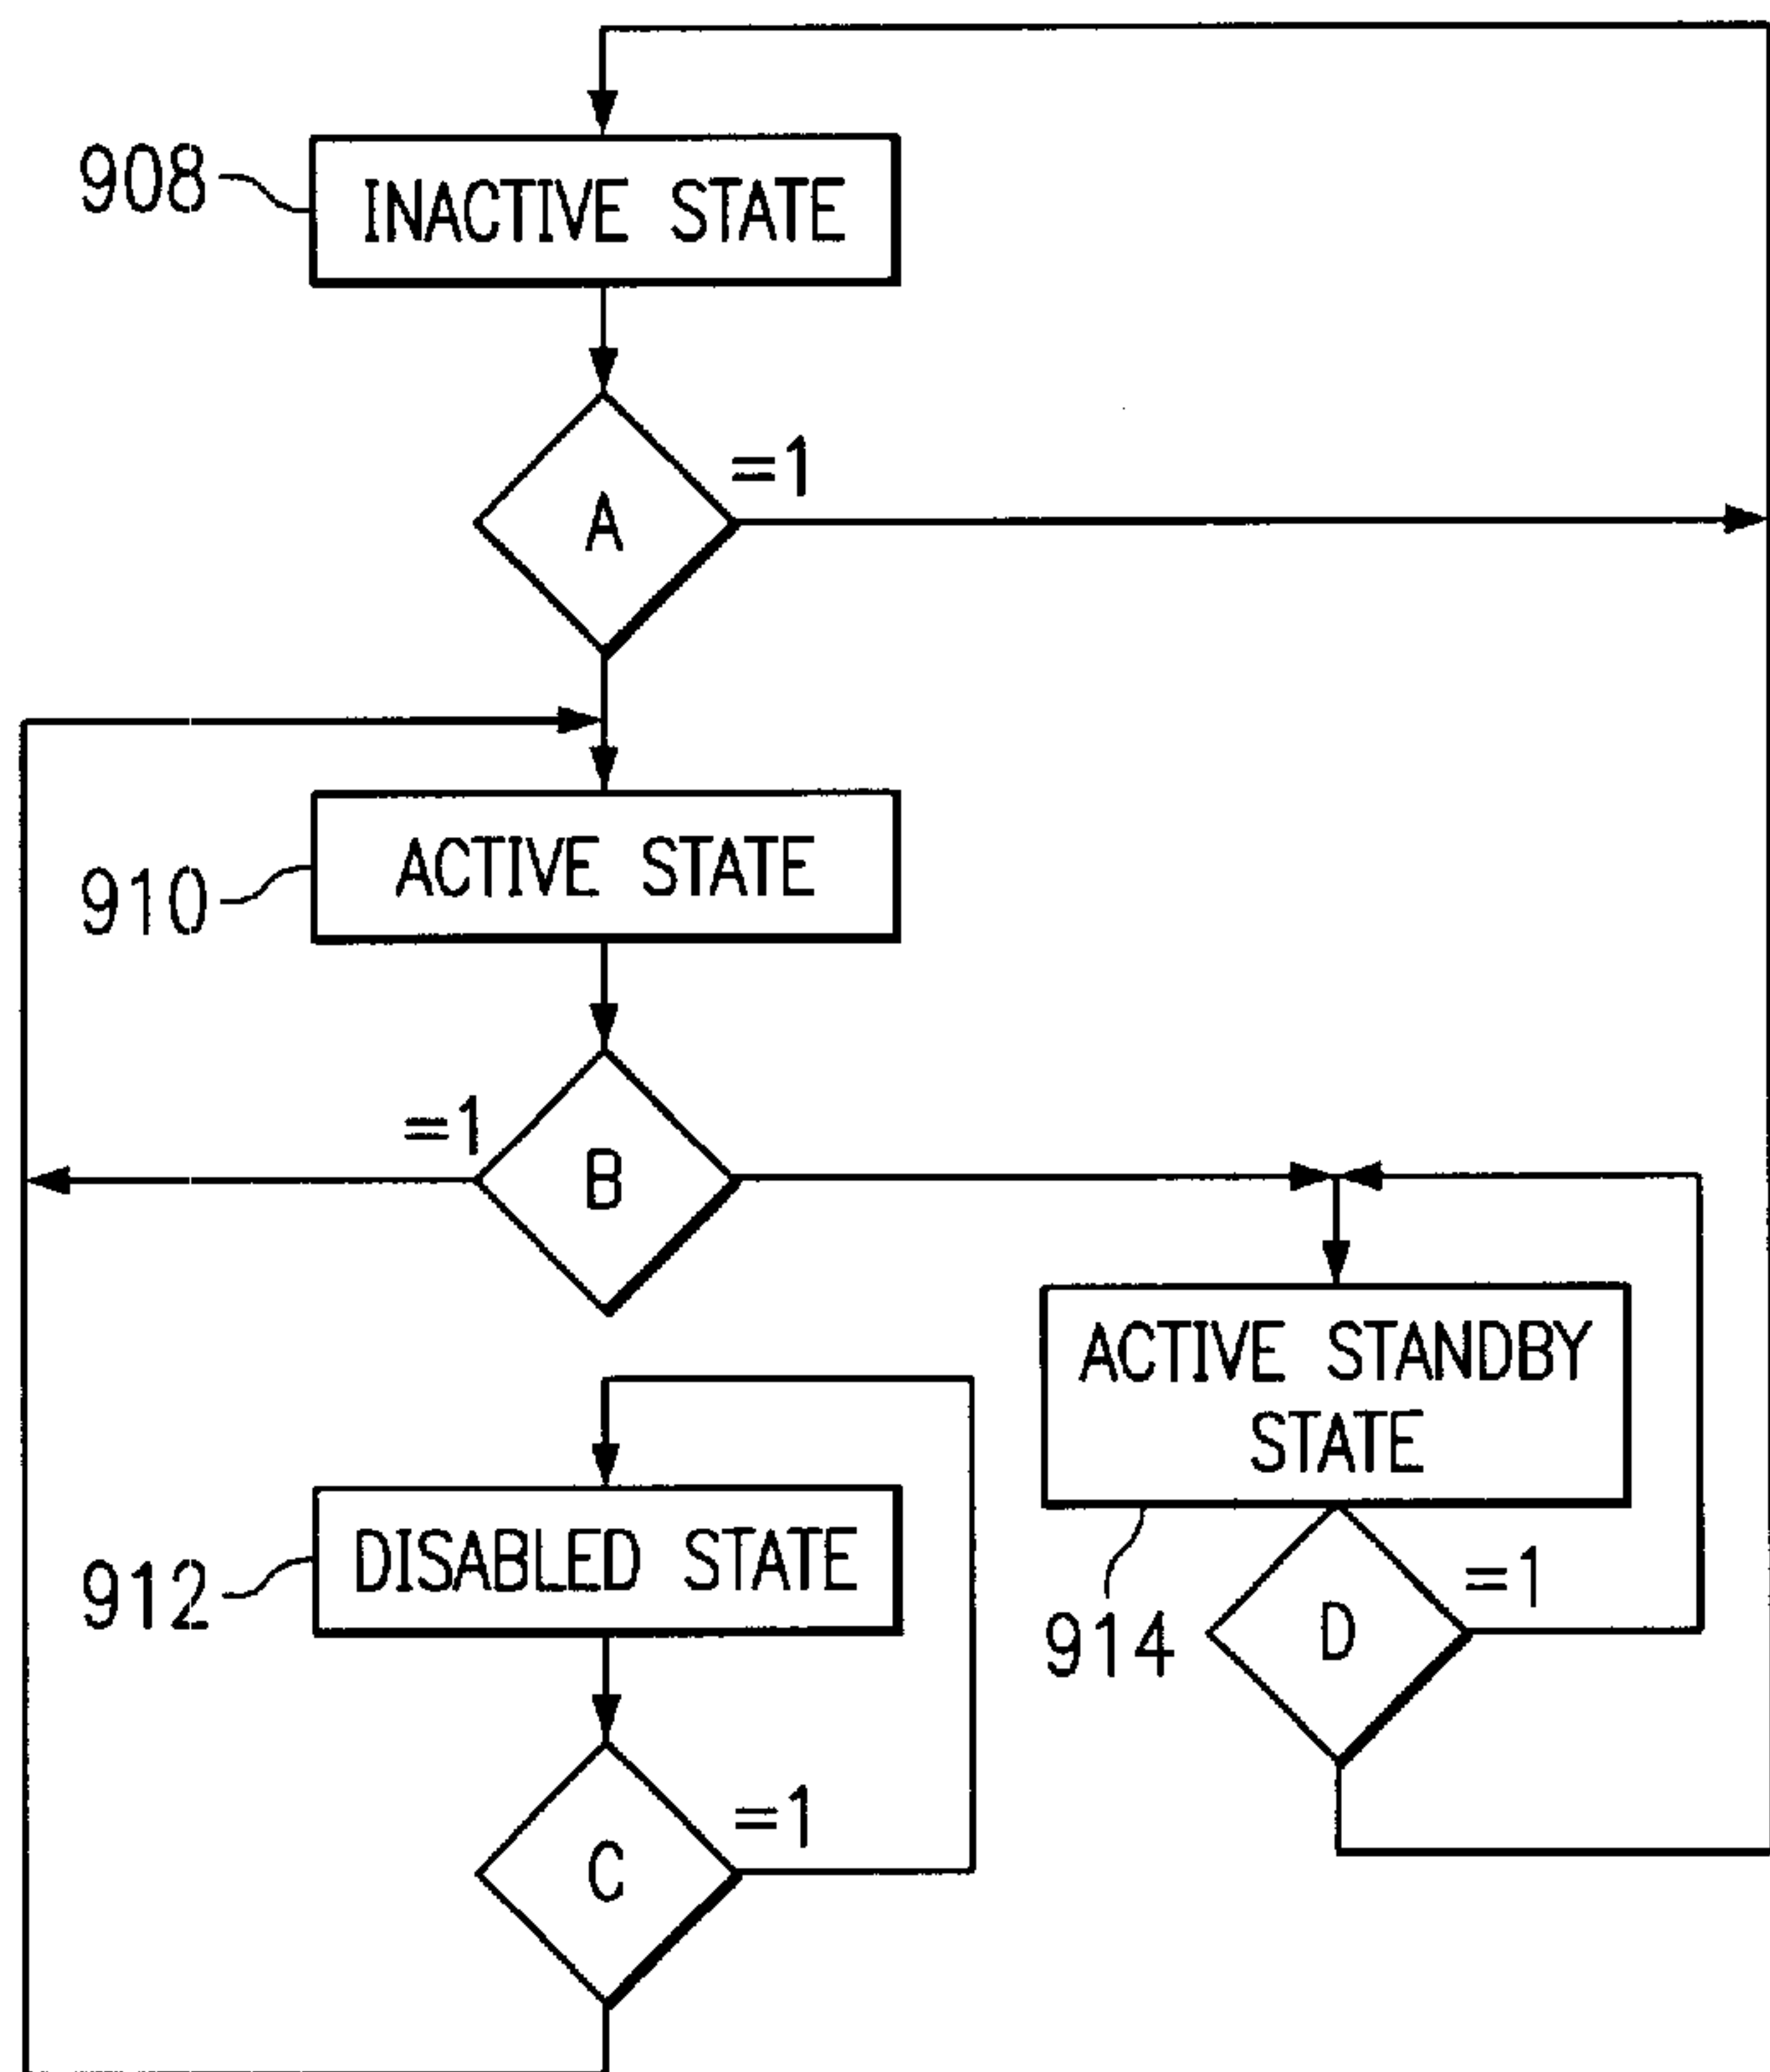 908
INACTIVE STATE
=1
A
910
ACTIVE STATE
=1
B
ACTIVE STANDBY
STATE
912
DISABLED STATE
914
=1
D
=1
C